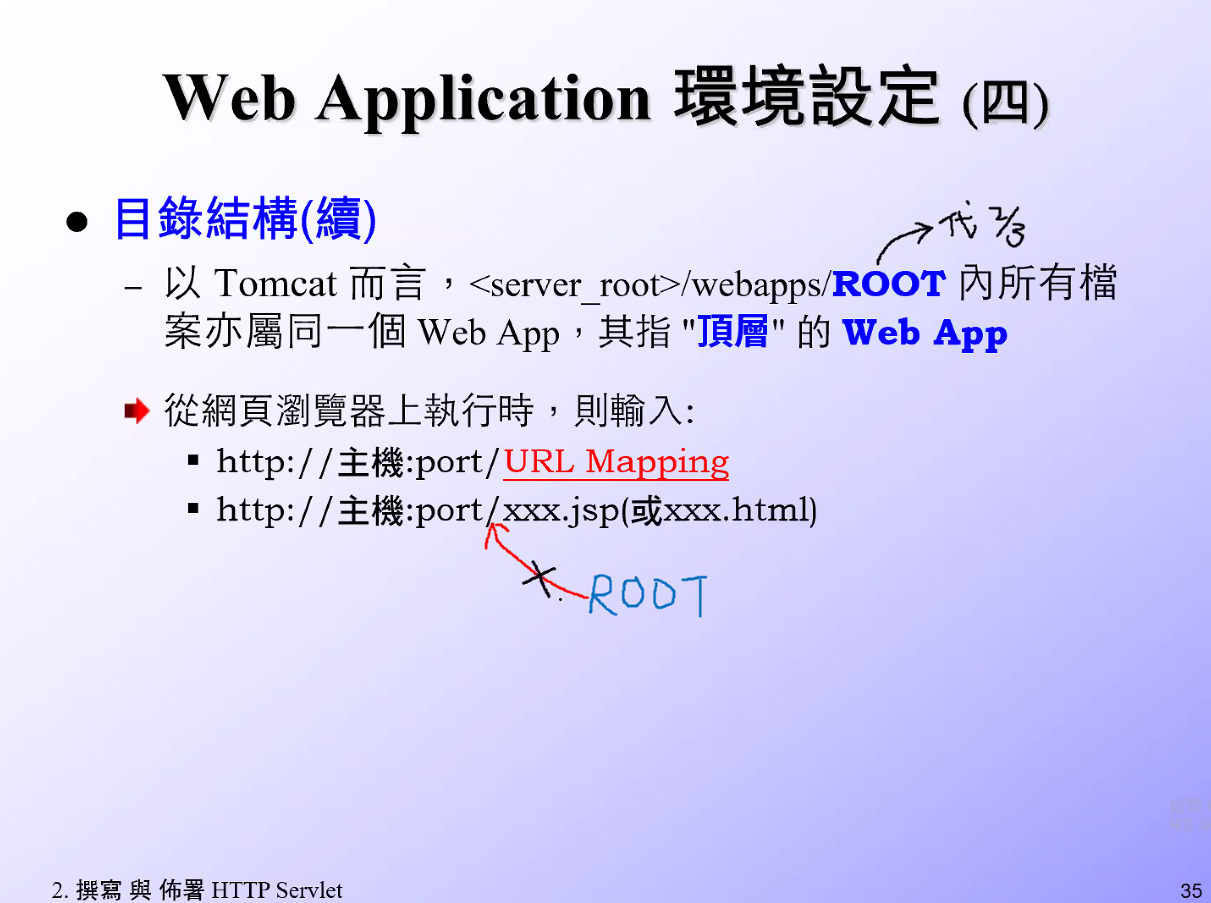 Web Application 環境設定 (四)
● 目錄結構(續)
代
– 以 Tomcat 而言，<server_root>/webapps/ROOT 內所有檔
案亦屬同一個 Web App，其指 "頂層" 的 Web App
從網頁瀏覽器上執行時，則輸入:
▪ http://主機:port/URL Mapping
▪ http://主機:port/xxx.jsp(或xxx.html)
ROOT
2. 撰寫 與 佈署 HTTP Servlet
35